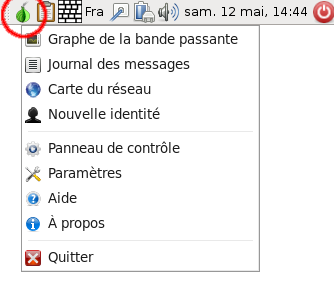 Fra sam. 12 mai, 14:44
Graphe de la bande passante
Journal des messages
Carte du réseau
Nouvelle identité
Panneau de contrôle
Paramètres
Aide
À propos
Quitter